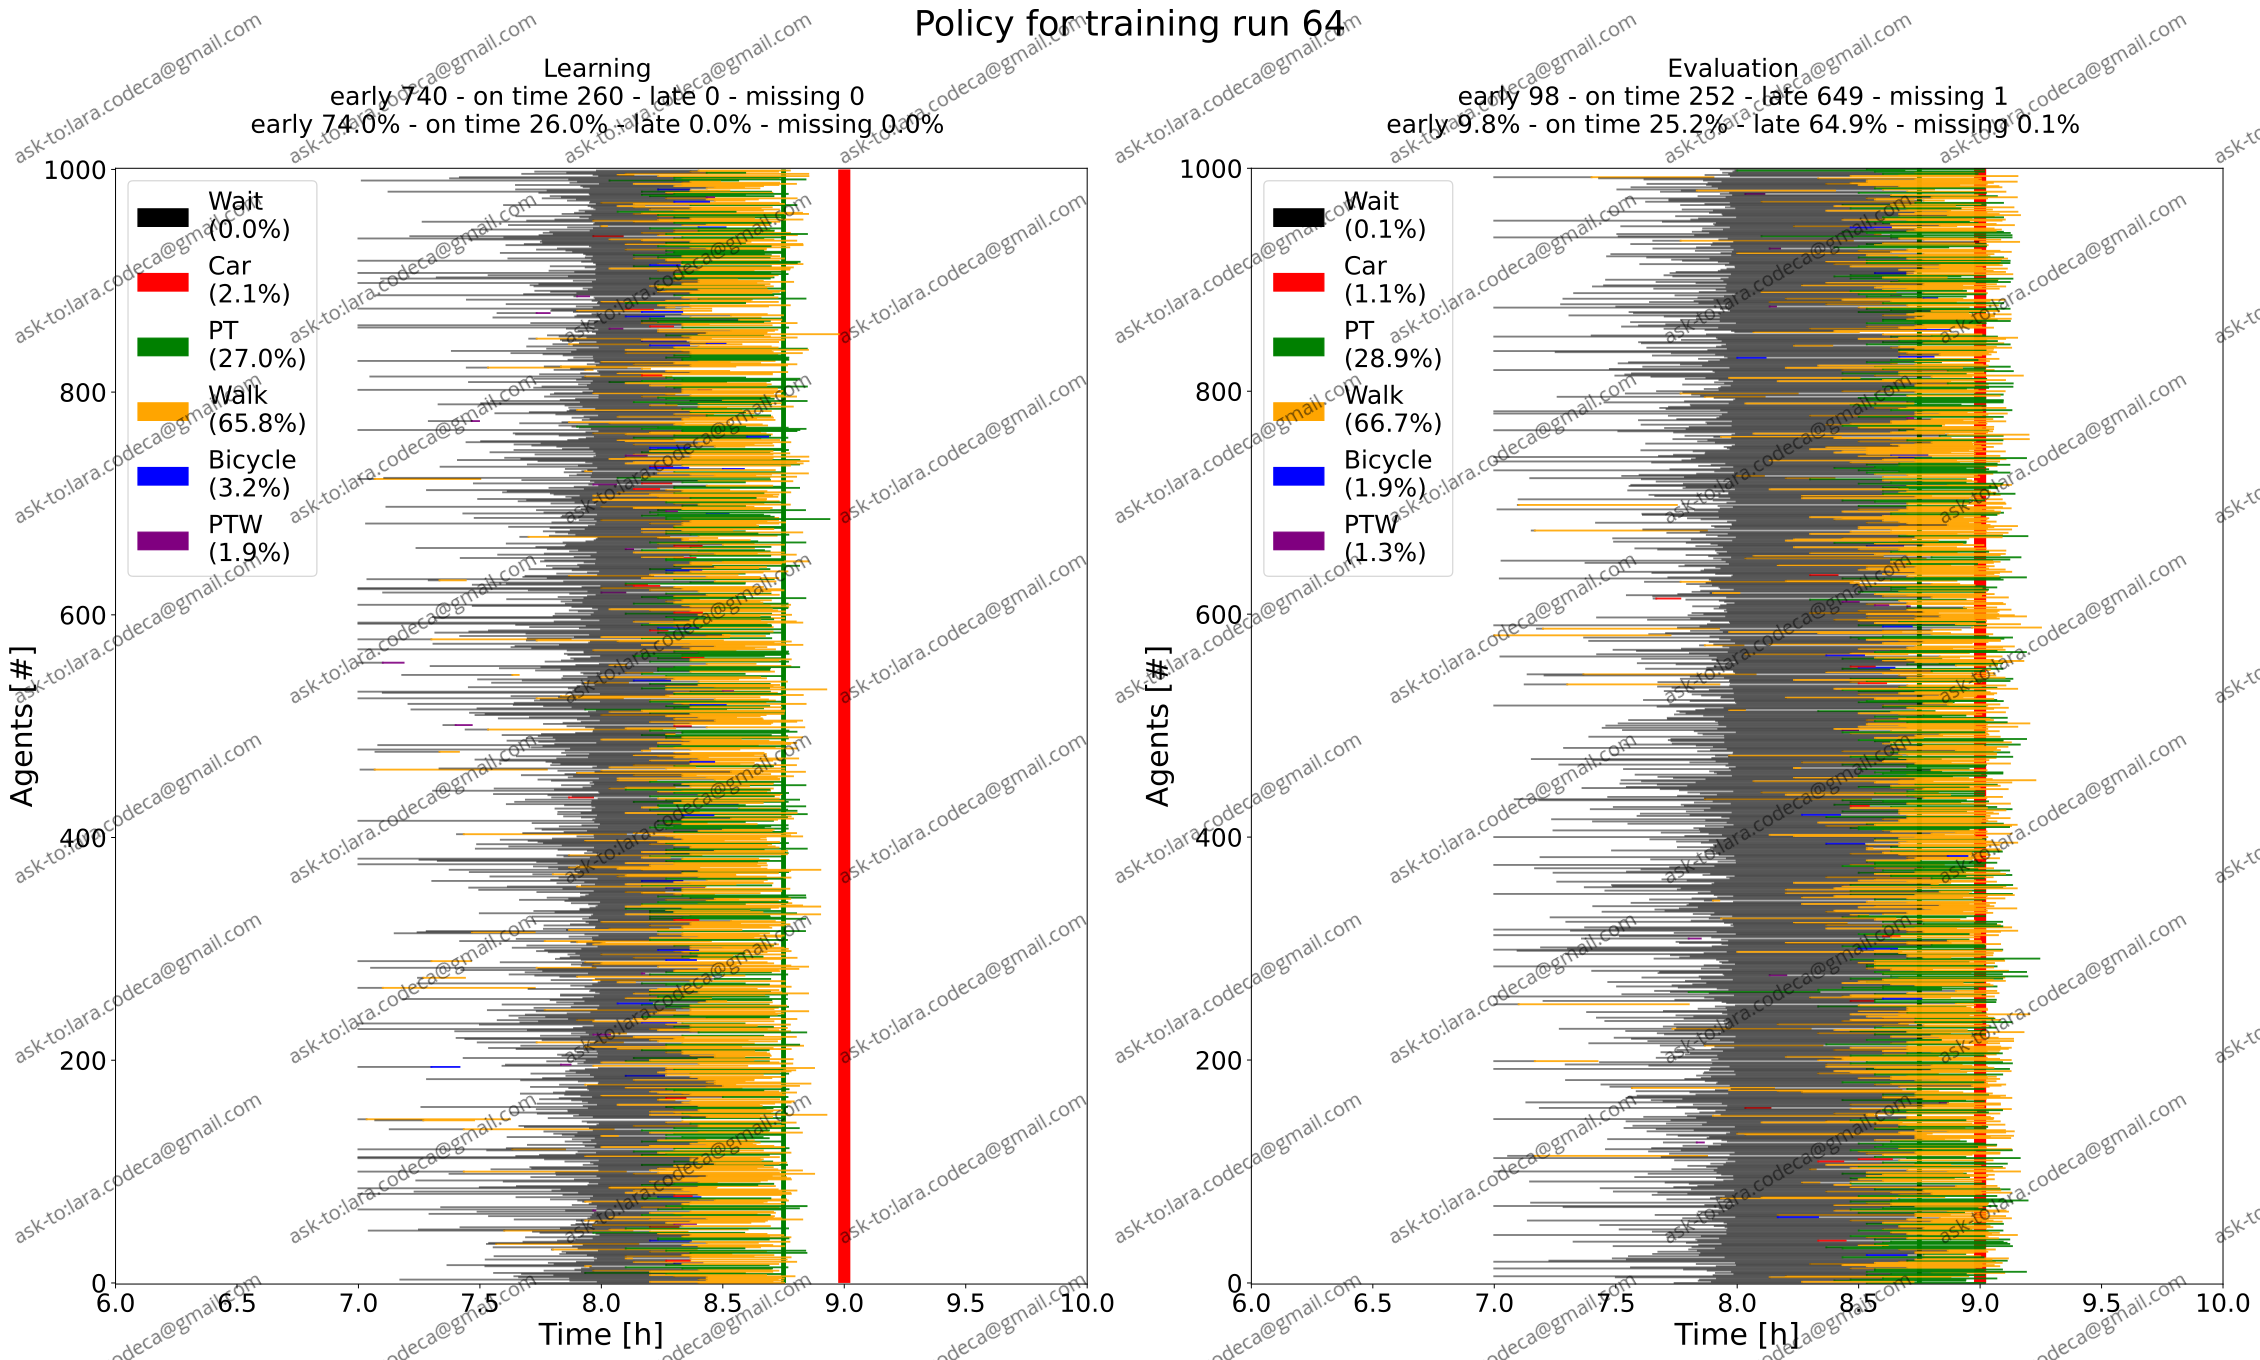 Policy for training run 64
Learning
early 740 - on time 260 - late 0 - missing 0
early 74.0% - on time 26.0% - late 0.0% - missing 0.0%
Wait
(0.0%)
Car
(2.1%)
PT
(27.0%)
Walk
(65.8%)
Bicycle
(3.2%)
PTW
(1.9%)
Agents [#]
1000
800
600
400
200
0
6.0 6.5 7.0 7.5 8.0 8.5 9.0 9.5 10.0
Time [h]
Evaluation
early 98 - on time 252 - late 649 - missing 1
early 9.8% - on time 25.2% - late 64.9% - missing 0.1%
Wait
(0.1%)
Car
(1.1%)
PT
(28.9%)
Walk
(66.7%)
Bicycle
(1.9%)
PTW
(1.3%)
Agents [#]
1000
800
600
400
200
0
6.0 6.5 7.0 7.5 8.0 8.5 9.0 9.5 10.0
Time [h]
ask-to:lara.codeca@gmail.com